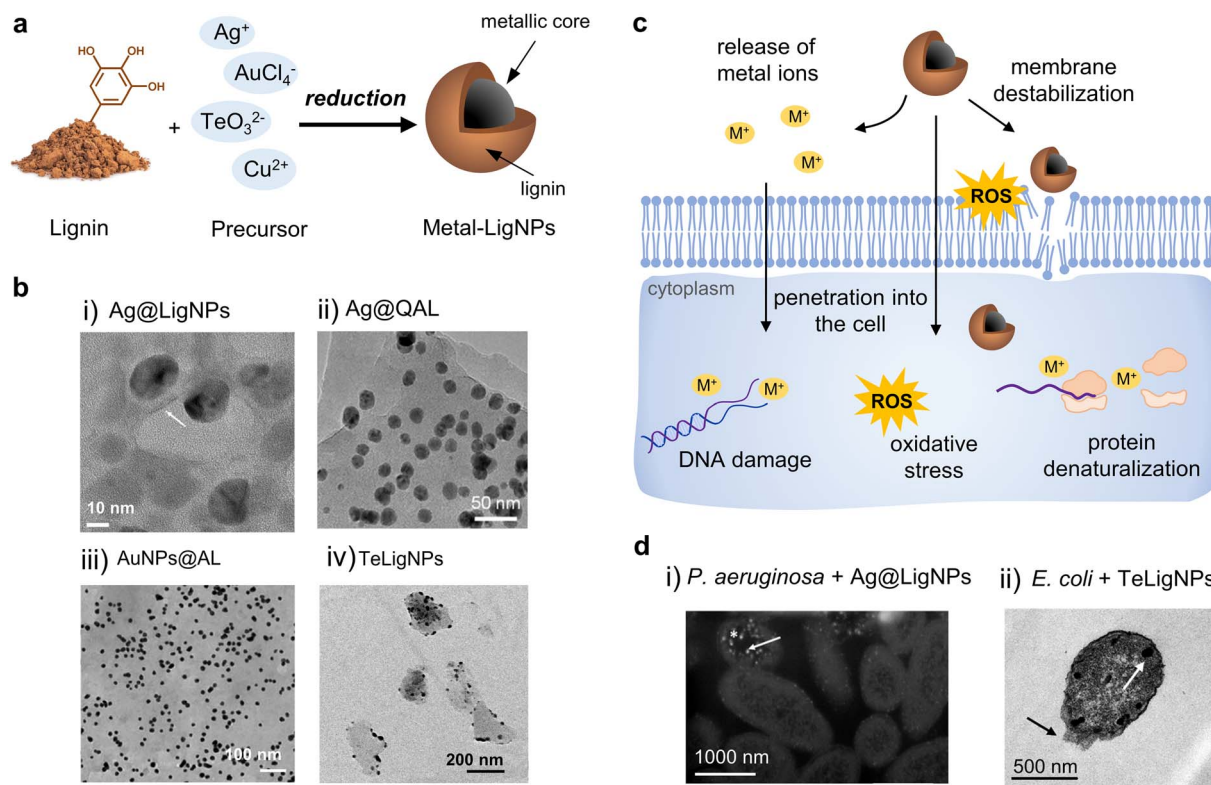 a
HO
OH
OH
Lignin
+
Ag⁺
AuCl₄⁻
TeO₃²⁻
Cu²⁺
Precursor
reduction
metallic core
lignin
Metal-LigNPs
b
i) Ag@LigNPs
10 nm
ii) Ag@QAL
50 nm
iii) AuNPs@AL
100 nm
iv) TeLigNPs
200 nm
c
release of
metal ions
membrane
destabilization
M⁺
M⁺
M⁺
ROS
cytoplasm
penetration into
the cell
M⁺
M⁺
DNA damage
ROS
oxidative
stress
M⁺
M⁺
protein
denaturalization
d
i) P. aeruginosa + Ag@LigNPs
*
1000 nm
ii) E. coli + TeLigNPs
500 nm